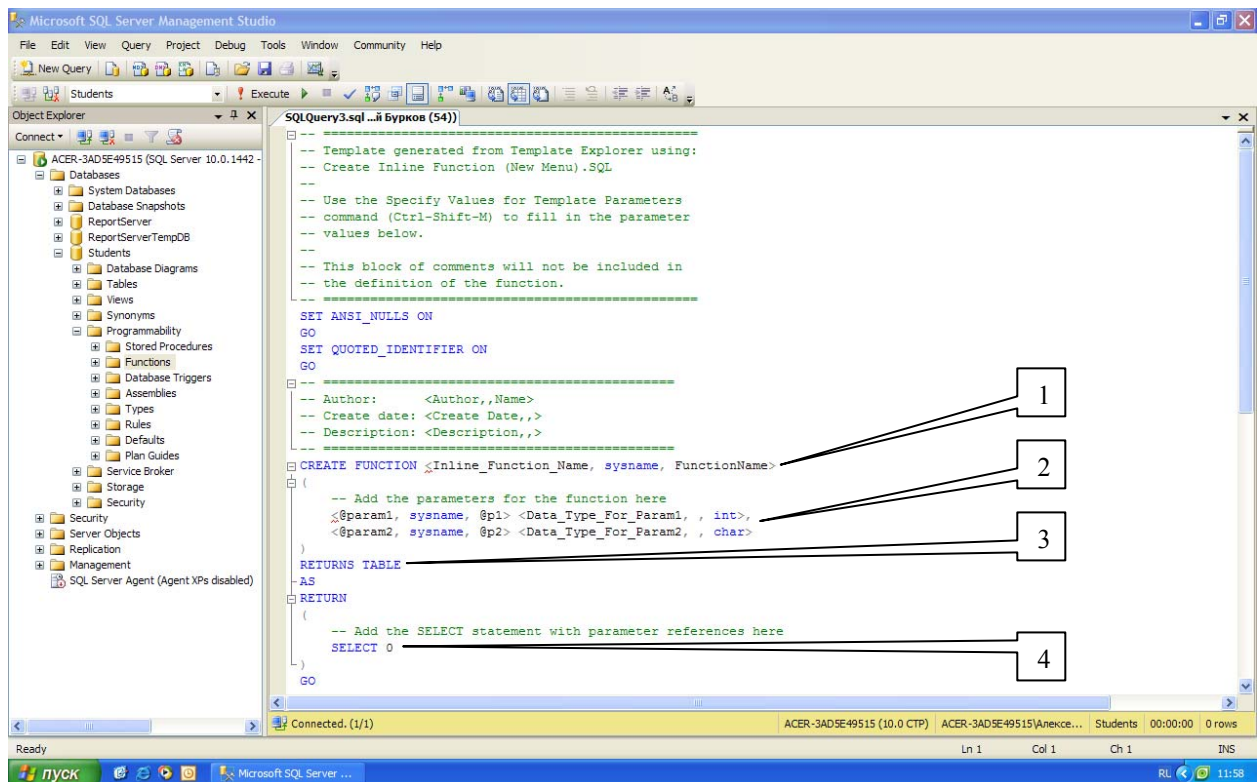 Microsoft SQL Server Management Studio
File Edit View Query Project Debug Tools Window Community Help
New Query
Students Execute
Object Explorer
SQLQuery3.sql ...й Бурков (54))
Connect
ACER-3AD5E49515 (SQL Server 10.0.1442 -
Databases
System Databases
Database Snapshots
ReportServer
ReportServerTempDB
Students
Database Diagrams
Tables
Views
Synonyms
Programmability
Stored Procedures
Functions
Database Triggers
Assemblies
Types
Rules
Defaults
Plan Guides
Service Broker
Storage
Security
Security
Server Objects
Replication
Management
SQL Server Agent (Agent XPs disabled)
-- =============================================
-- Template generated from Template Explorer using:
-- Create Inline Function (New Menu).SQL
--
-- Use the Specify Values for Template Parameters
-- command (Ctrl-Shift-M) to fill in the parameter
-- values below.
--
-- This block of comments will not be included in
-- the definition of the function.
-- =============================================
SET ANSI_NULLS ON
GO
SET QUOTED_IDENTIFIER ON
GO
-- =============================================
-- Author: <Author,,Name>
-- Create date: <Create Date,,>
-- Description: <Description,,>
-- =============================================
CREATE FUNCTION <Inline_Function_Name, sysname, FunctionName>
(
-- Add the parameters for the function here
<@param1, sysname, @p1> <Data_Type_For_Param1, , int>,
<@param2, sysname, @p2> <Data_Type_For_Param2, , char>
)
RETURNS TABLE
AS
RETURN
(
-- Add the SELECT statement with parameter references here
SELECT 0
)
GO
1
2
3
4
Connected. (1/1)
ACER-3AD5E49515 (10.0 CTP) ACER-3AD5E49515\Алексе... Students 00:00:00 0 rows
Ready Ln 1 Col 1 Ch 1 INS
пуск Microsoft SQL Server ... RU 11:58